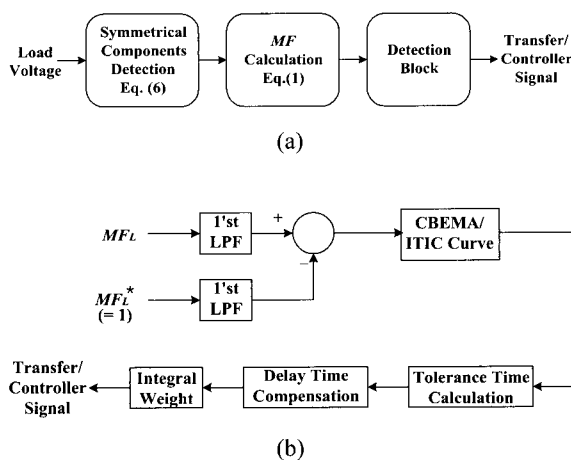 Load
Voltage
Symmetrical
Components
Detection
Eq. (6)
MF
Calculation
Eq.(1)
Detection
Block
Transfer/
Controller
Signal
(a)
MFL
1'st
LPF
+
CBEMA/
ITIC Curve
MFL*
(= 1)
1'st
LPF
−
Transfer/
Controller
Signal
Integral
Weight
Delay Time
Compensation
Tolerance Time
Calculation
(b)